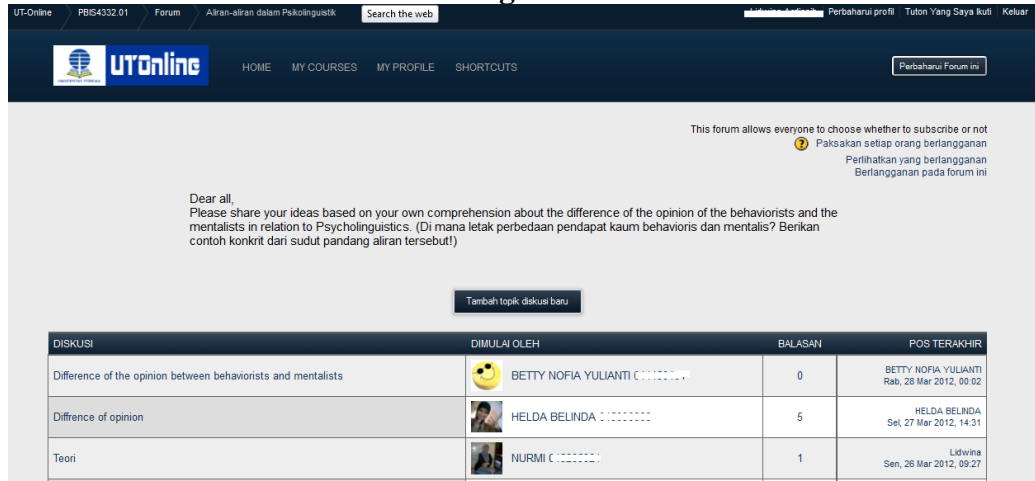 UT-Online PBIS4332.01 Forum Aliran-aliran dalam Psikolinguistik Search the web Perbaharui profil Tuton Yang Saya Ikuti Keluar
UTOnline HOME MY COURSES MY PROFILE SHORTCUTS Perbaharui Forum ini
This forum allows everyone to choose whether to subscribe or not
? Paksakan setiap orang berlangganan
Perlihatkan yang berlangganan
Berlangganan pada forum ini
Dear all,
Please share your ideas based on your own comprehension about the difference of the opinion of the behaviorists and the
mentalists in relation to Psycholinguistics. (Di mana letak perbedaan pendapat kaum behavioris dan mentalis? Berikan
contoh konkrit dari sudut pandang aliran tersebut!)
Tambah topik diskusi baru
DISKUSI DIMULAI OLEH BALASAN POS TERAKHIR
Difference of the opinion between behaviorists and mentalists BETTY NOFIA YULIANTI 0 BETTY NOFIA YULIANTI
Rab, 28 Mar 2012, 00:02
Diffrence of opinion HELDA BELINDA 5 HELDA BELINDA
Sel, 27 Mar 2012, 14:31
Teori NURMI 1 Lidwina
Sen, 26 Mar 2012, 09:27